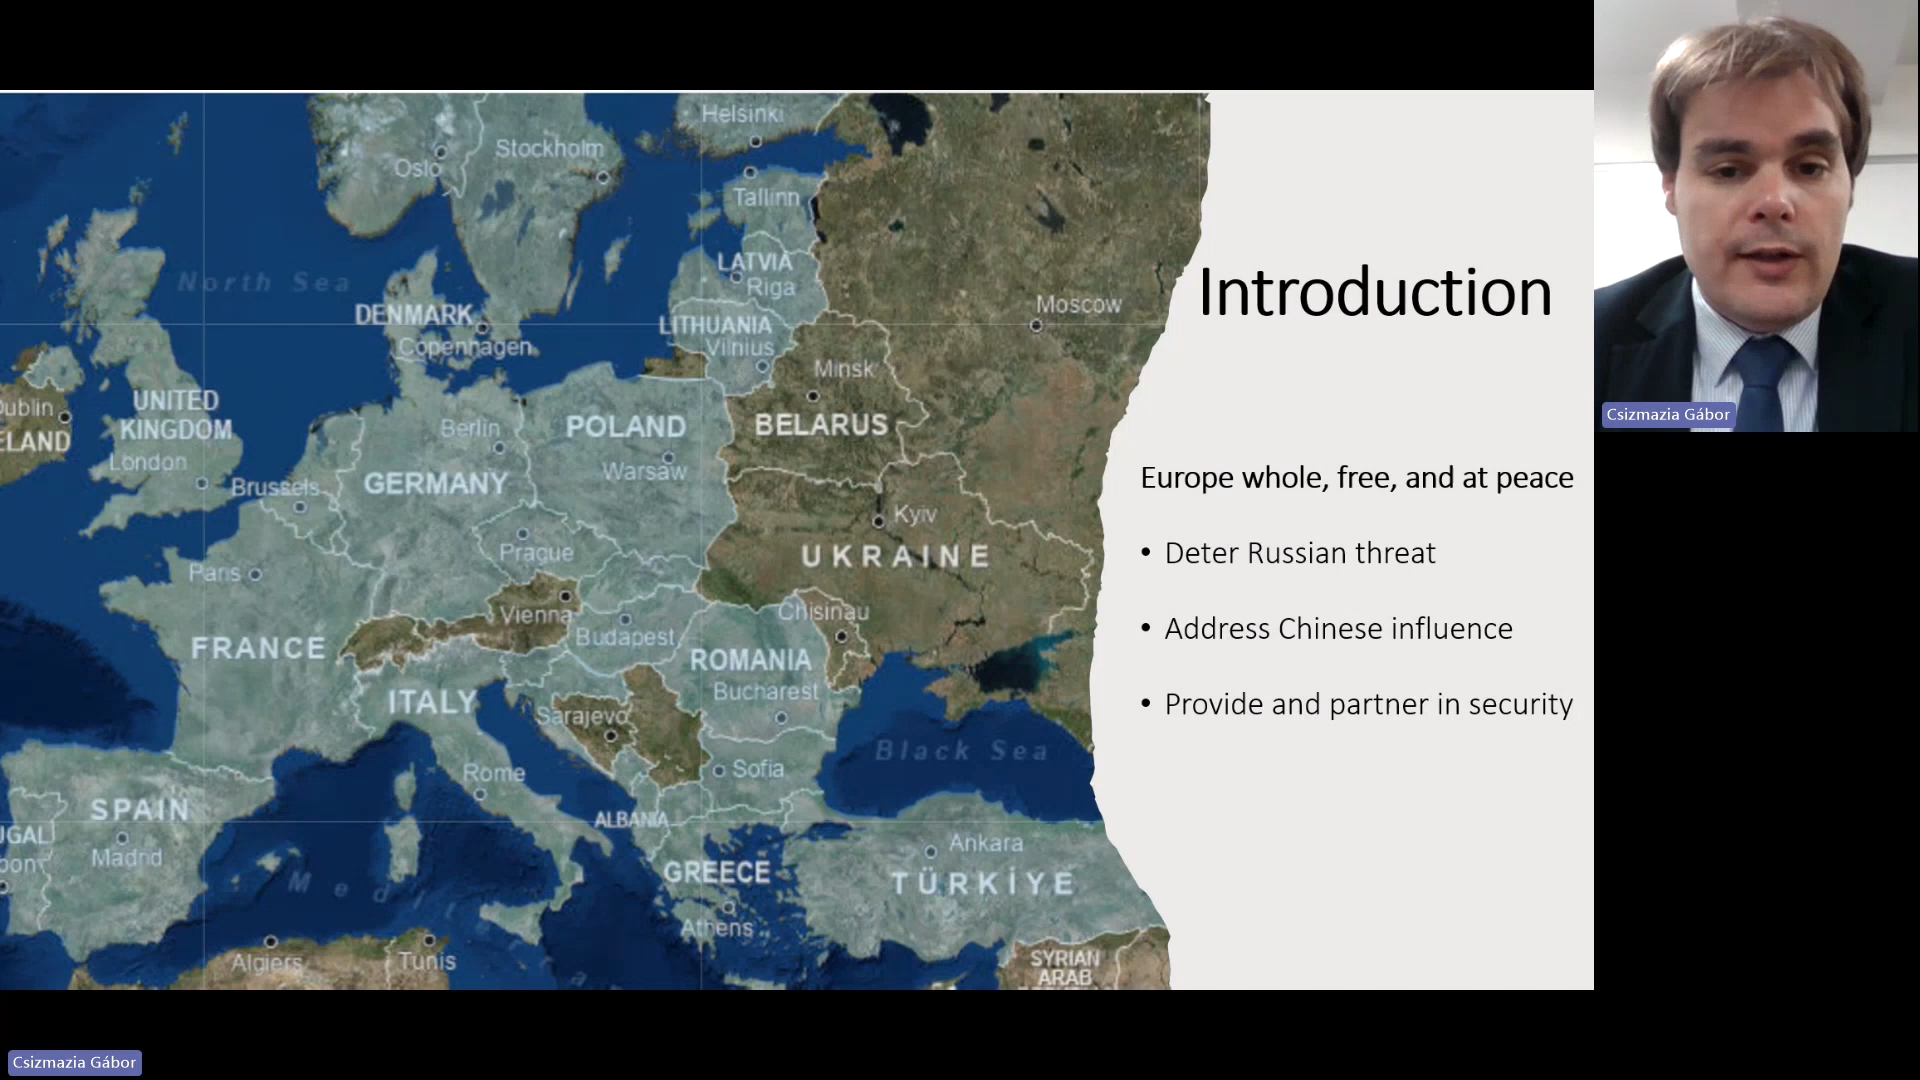 Helsinki
Stockholm
Oslo
Tallinn
North Sea
LATVIA
Riga
Moscow
DENMARK
LITHUANIA
Vilnius
Copenhagen
Minsk
UNITED
KINGDOM
BELARUS
POLAND
Berlin
London
Warsaw
Brussels
GERMANY
Kyiv
Prague
UKRAINE
Paris
Vienna
Chisinau
Budapest
FRANCE
ROMANIA
Bucharest
ITALY
Sarajevo
Black Sea
Sofia
Rome
SPAIN
ALBANIA
Madrid
Ankara
GREECE
TÜRKİYE
Athens
Algiers
Tunis
SYRIAN
ARAB
Introduction
Europe whole, free, and at peace
• Deter Russian threat
• Address Chinese influence
• Provide and partner in security
Csizmazia Gábor
Csizmazia Gábor